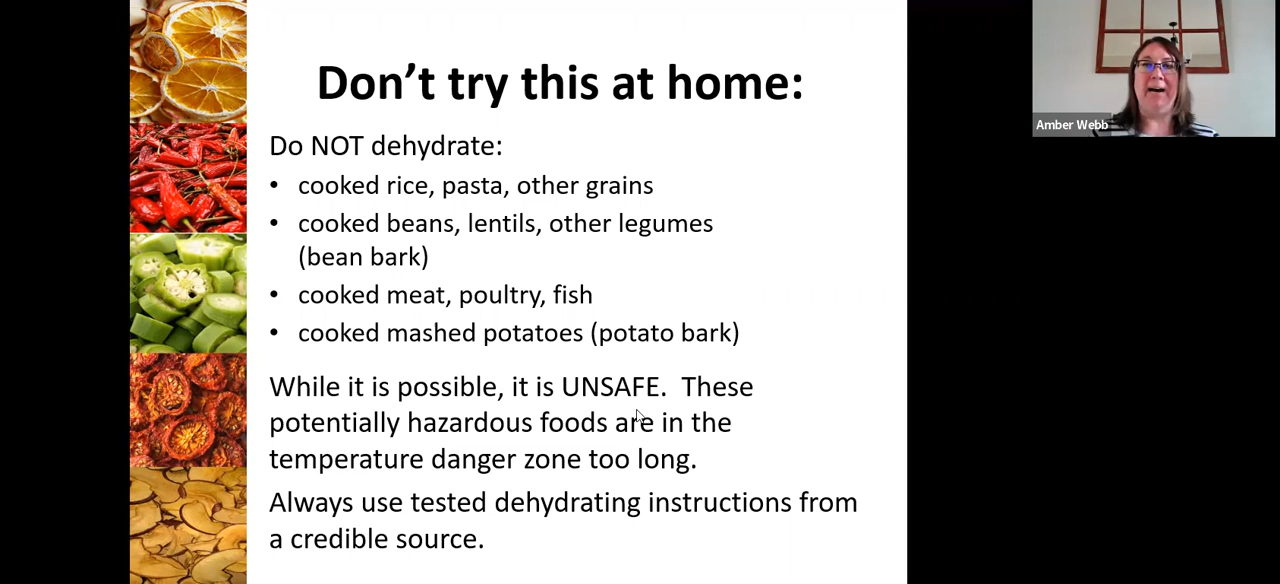 Don't try this at home:
Do NOT dehydrate:
• cooked rice, pasta, other grains
• cooked beans, lentils, other legumes
(bean bark)
• cooked meat, poultry, fish
• cooked mashed potatoes (potato bark)
While it is possible, it is UNSAFE.  These
potentially hazardous foods are in the
temperature danger zone too long.
Always use tested dehydrating instructions from
a credible source.
Amber Webb